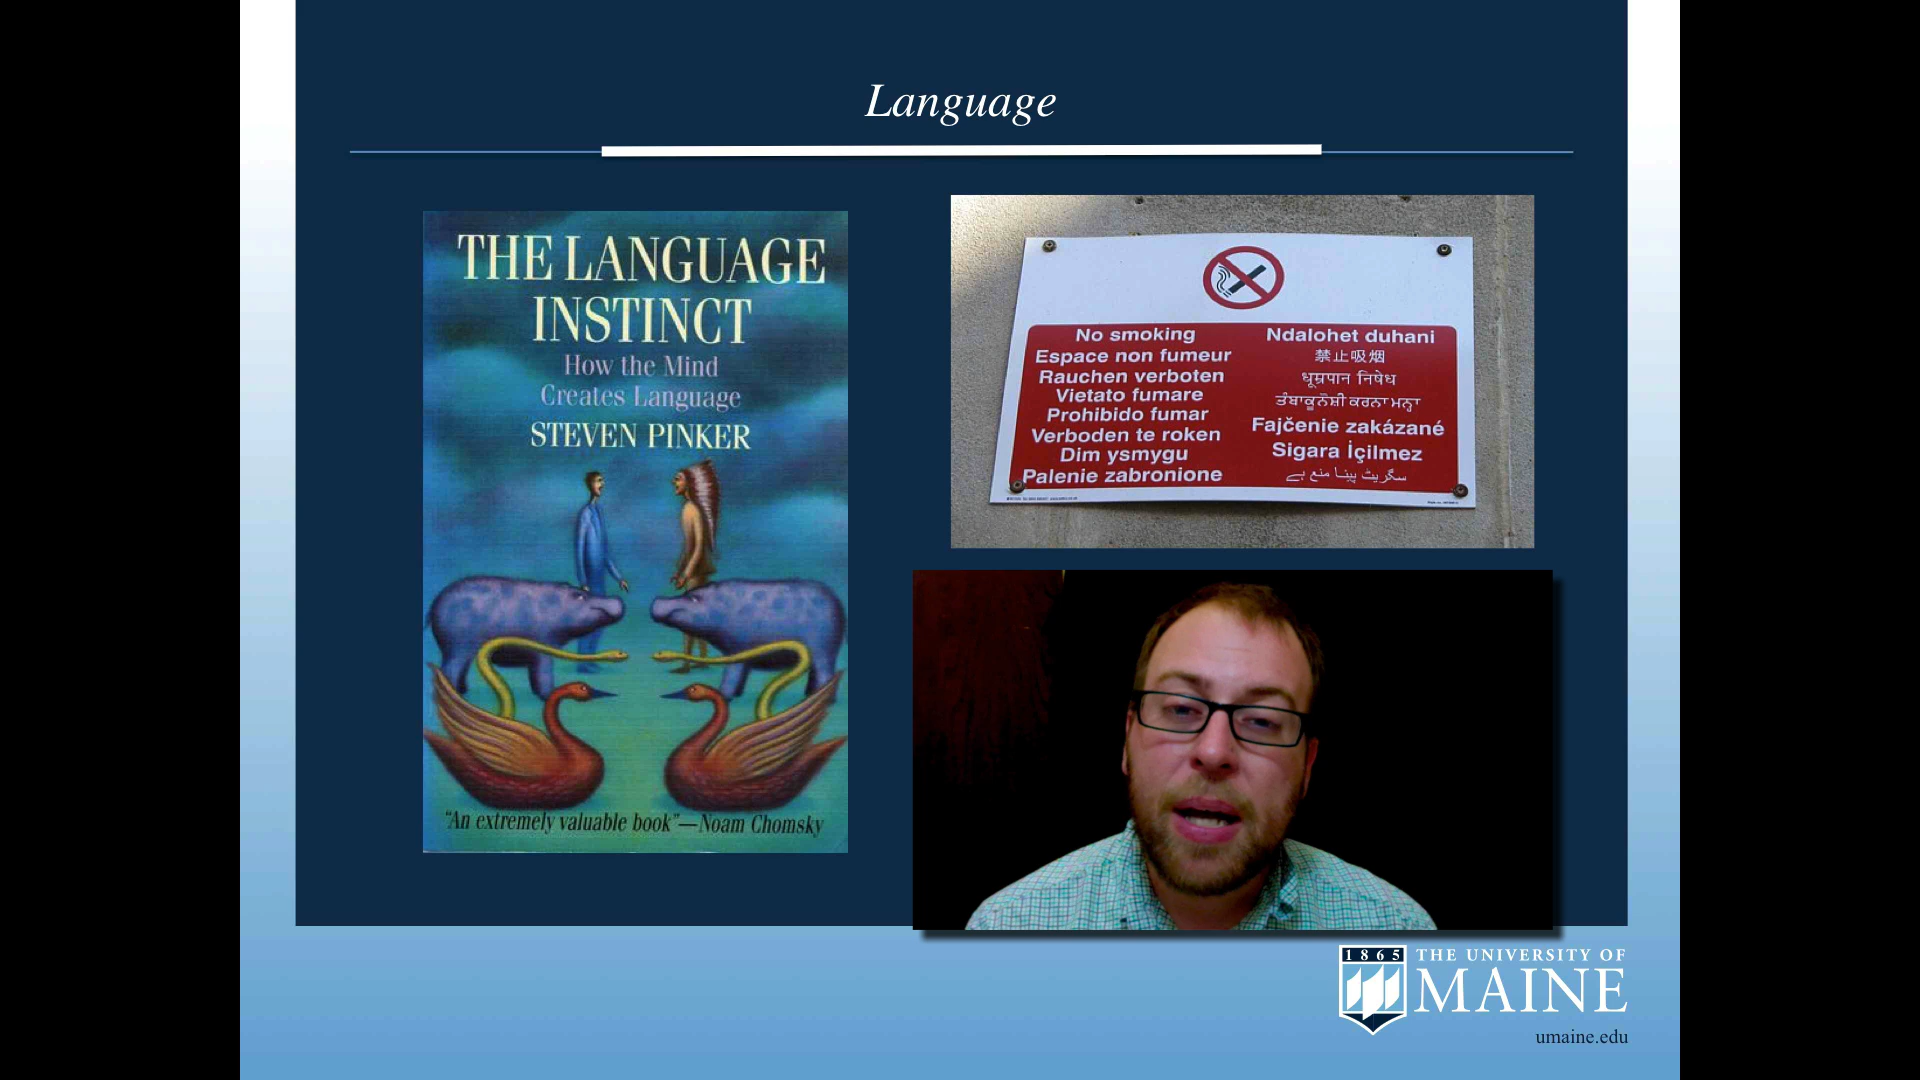 Language
THE LANGUAGE
INSTINCT
How the Mind
Creates Language
STEVEN PINKER
"An extremely valuable book"—Noam Chomsky
No smoking
Espace non fumeur
Rauchen verboten
Vietato fumare
Prohibido fumar
Verboden te roken
Dim ysmygu
Palenie zabronione
Ndalohet duhani
禁止吸烟
धूम्रपान निषेध
ਤੰਬਾਕੂਨੋਸ਼ੀ ਕਰਨਾ ਮਨ੍ਹਾ
Fajčenie zakázané
Sigara İçilmez
سگریٹ پینا منع ہے
1865
THE UNIVERSITY OF
MAINE
umaine.edu